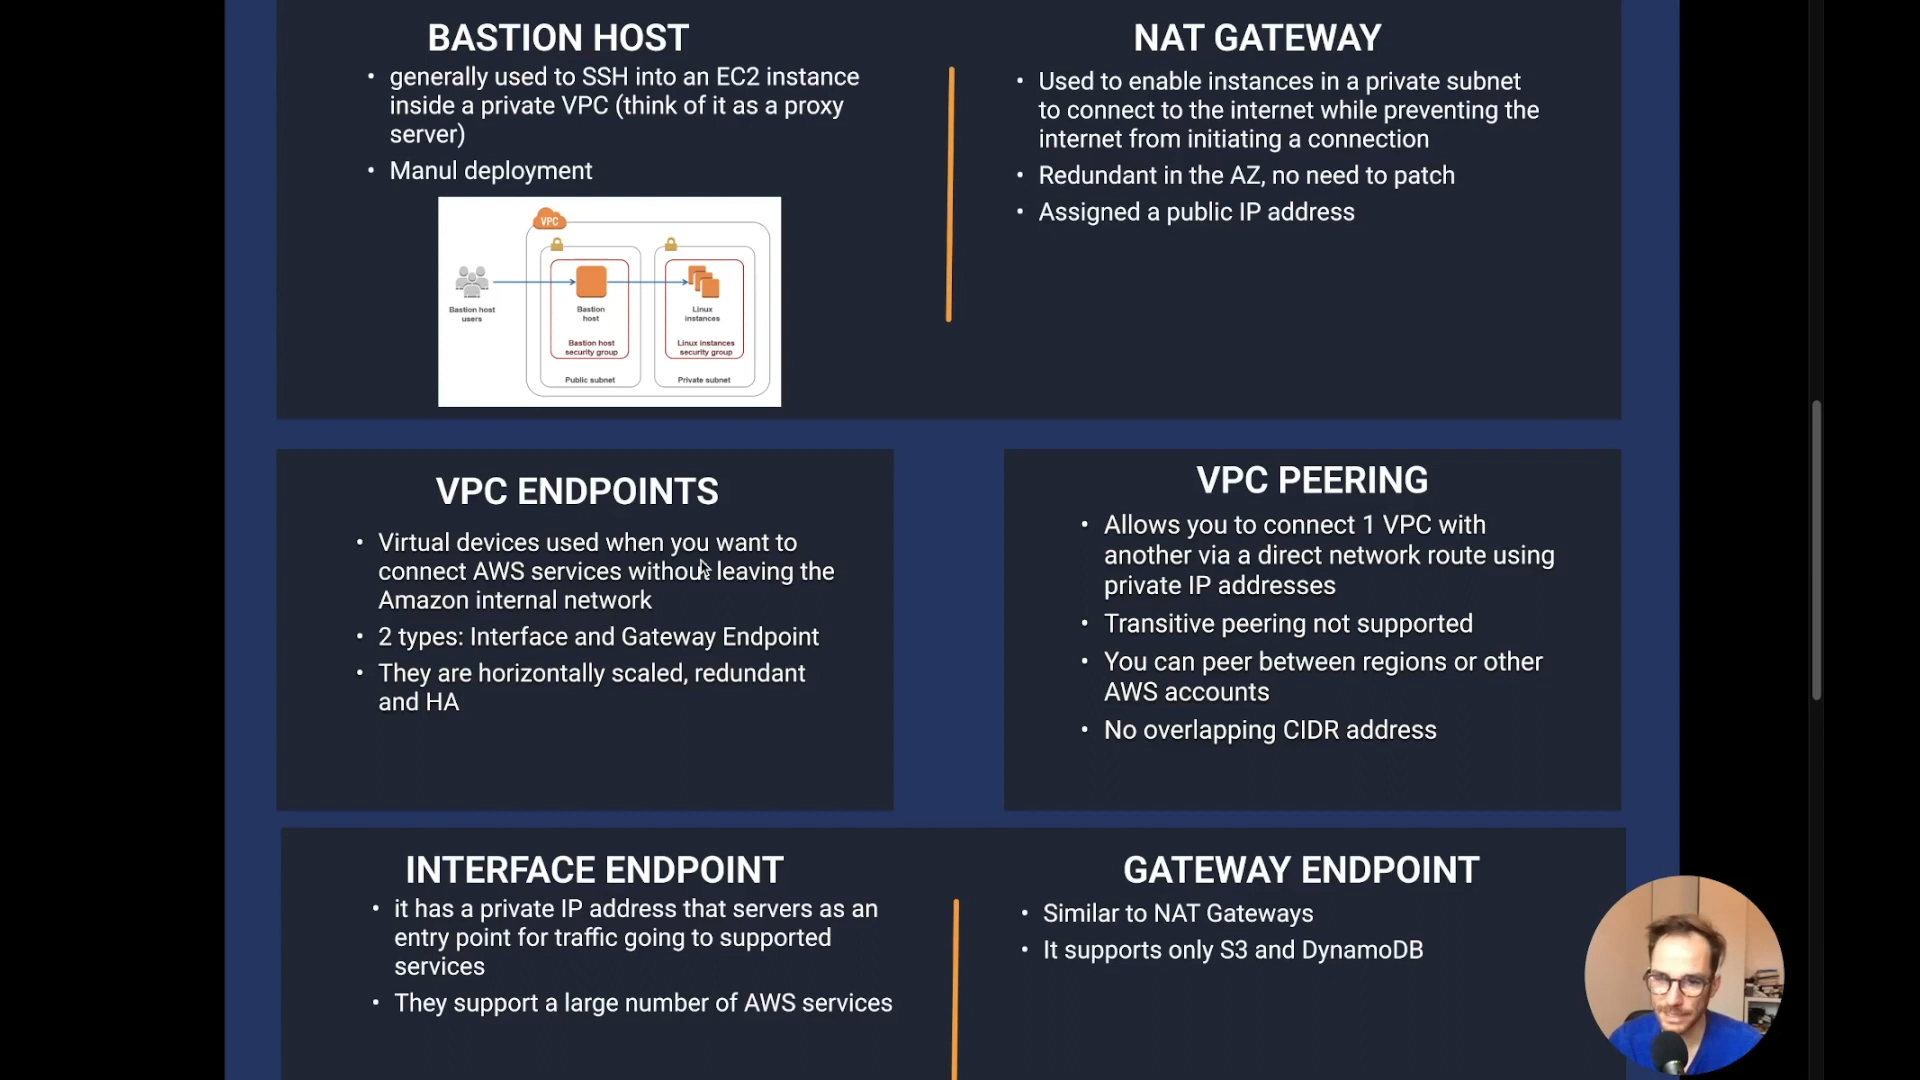 BASTION HOST
• generally used to SSH into an EC2 instance
inside a private VPC (think of it as a proxy
server)
• Manul deployment
VPC
Bastion host
users
Bastion
host
Linux
instances
Bastion host
security group
Linux instances
security group
Public subnet
Private subnet
NAT GATEWAY
• Used to enable instances in a private subnet
to connect to the internet while preventing the
internet from initiating a connection
• Redundant in the AZ, no need to patch
• Assigned a public IP address
VPC ENDPOINTS
• Virtual devices used when you want to
connect AWS services without leaving the
Amazon internal network
• 2 types: Interface and Gateway Endpoint
• They are horizontally scaled, redundant
and HA
VPC PEERING
• Allows you to connect 1 VPC with
another via a direct network route using
private IP addresses
• Transitive peering not supported
• You can peer between regions or other
AWS accounts
• No overlapping CIDR address
INTERFACE ENDPOINT
• it has a private IP address that servers as an
entry point for traffic going to supported
services
• They support a large number of AWS services
GATEWAY ENDPOINT
• Similar to NAT Gateways
• It supports only S3 and DynamoDB